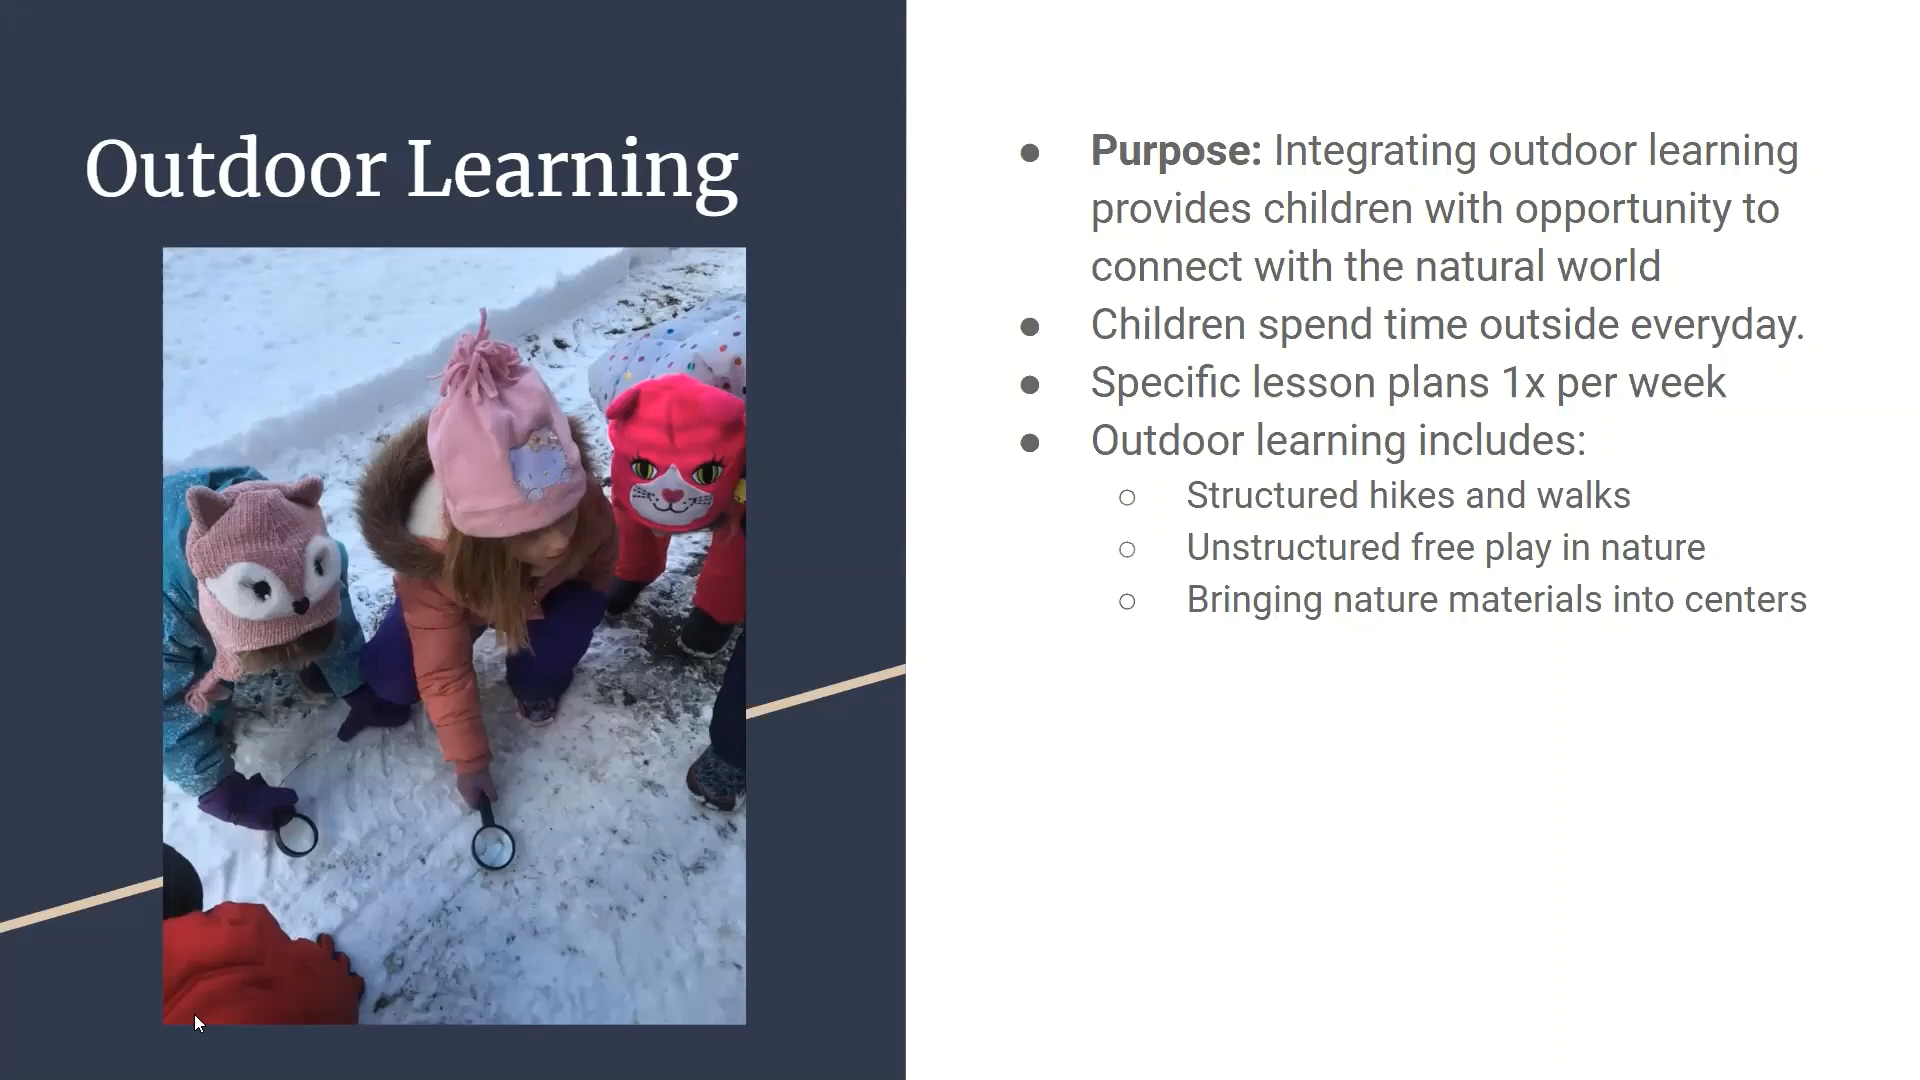 Outdoor Learning
● Purpose: Integrating outdoor learning
provides children with opportunity to
connect with the natural world
● Children spend time outside everyday.
● Specific lesson plans 1x per week
● Outdoor learning includes:
○ Structured hikes and walks
○ Unstructured free play in nature
○ Bringing nature materials into centers